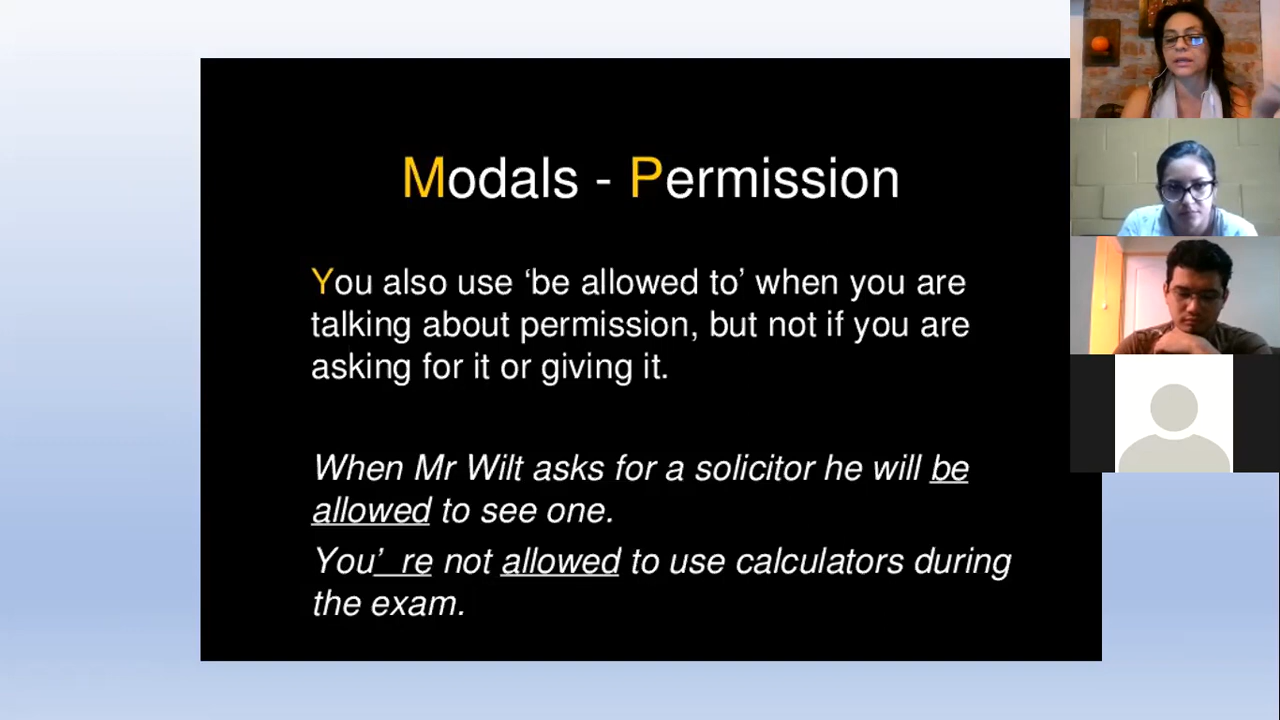 Modals - Permission
You also use ‘be allowed to’ when you are
talking about permission, but not if you are
asking for it or giving it.
When Mr Wilt asks for a solicitor he will be
allowed to see one.
You’ re not allowed to use calculators during
the exam.